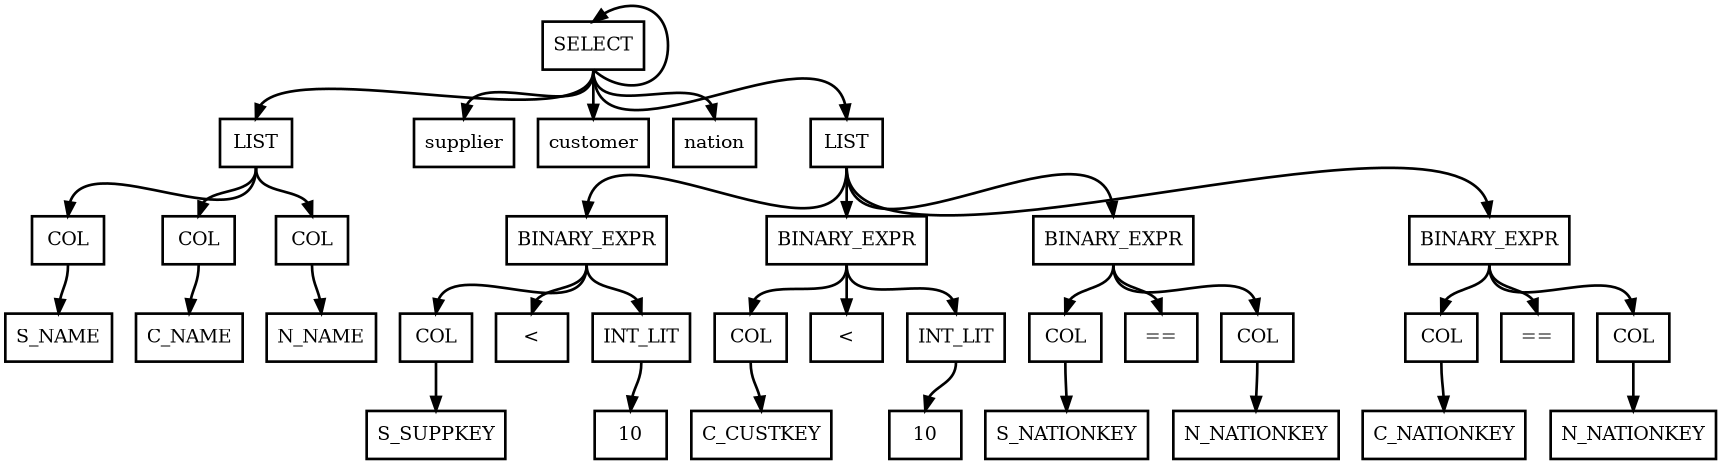 SELECT
LIST
supplier
customer
nation
LIST
COL
COL
COL
BINARY_EXPR
BINARY_EXPR
BINARY_EXPR
BINARY_EXPR
S_NAME
C_NAME
N_NAME
COL
<
INT_LIT
COL
<
INT_LIT
COL
==
COL
COL
==
COL
S_SUPPKEY
10
C_CUSTKEY
10
S_NATIONKEY
N_NATIONKEY
C_NATIONKEY
N_NATIONKEY